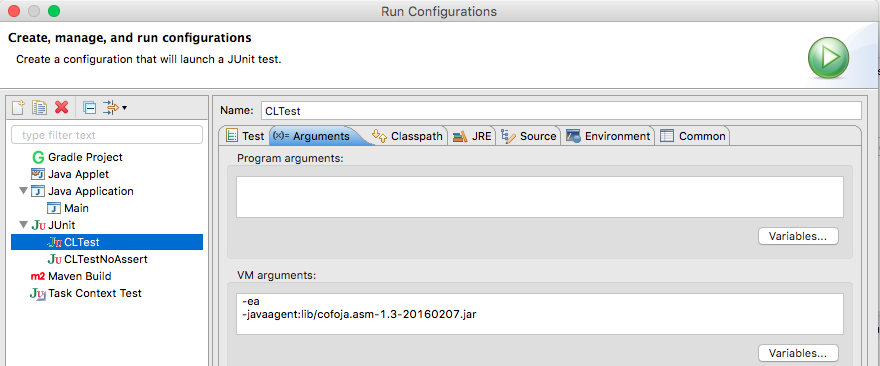 Run Configurations
Create, manage, and run configurations
Create a configuration that will launch a JUnit test.
Name: CLTest
type filter text
Test (x)= Arguments Classpath JRE Source Environment Common
Gradle Project
Java Applet
Java Application
Main
JUnit
CLTest
CLTestNoAssert
Maven Build
Task Context Test
Program arguments:
Variables...
VM arguments:
-ea
-javaagent:lib/cofoja.asm-1.3-20160207.jar
Variables...